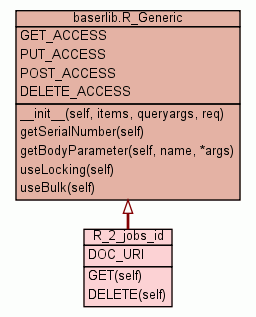 baserlib.R_Generic
GET_ACCESS
PUT_ACCESS
POST_ACCESS
DELETE_ACCESS
__init__(self, items, queryargs, req)
getSerialNumber(self)
getBodyParameter(self, name, *args)
useLocking(self)
useBulk(self)
R_2_jobs_id
DOC_URI
GET(self)
DELETE(self)